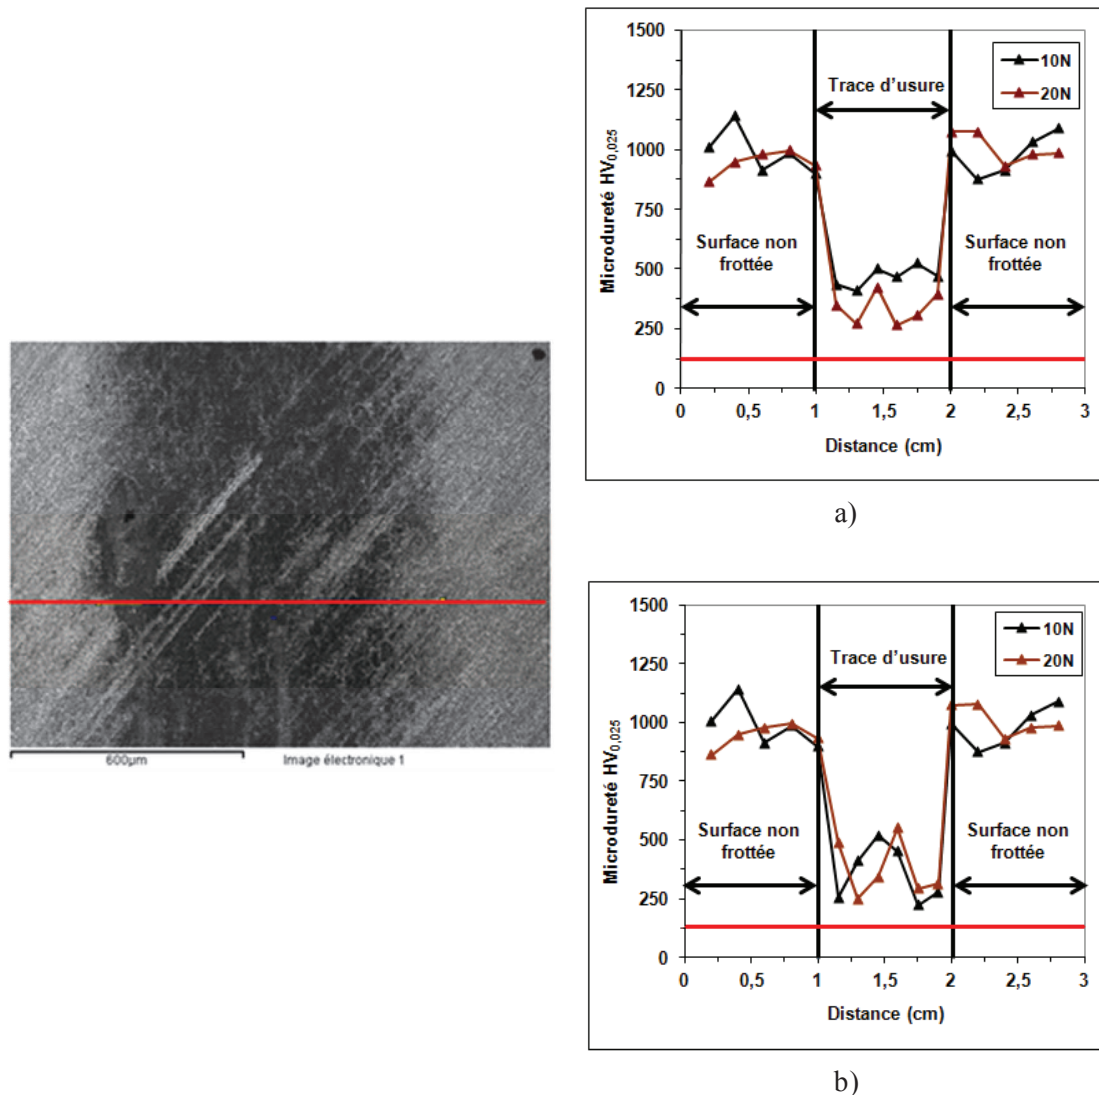 1500
1250
1000
750
500
250
0
Microdureté HV0,025
10N
20N
Trace d'usure
Surface non
frottée
Surface non
frottée
0 0,5 1 1,5 2 2,5 3
Distance (cm)
a)
600µm
Image électronique 1
1500
1250
1000
750
500
250
0
Microdureté HV0,025
10N
20N
Trace d'usure
Surface non
frottée
Surface non
frottée
0 0,5 1 1,5 2 2,5 3
Distance (cm)
b)